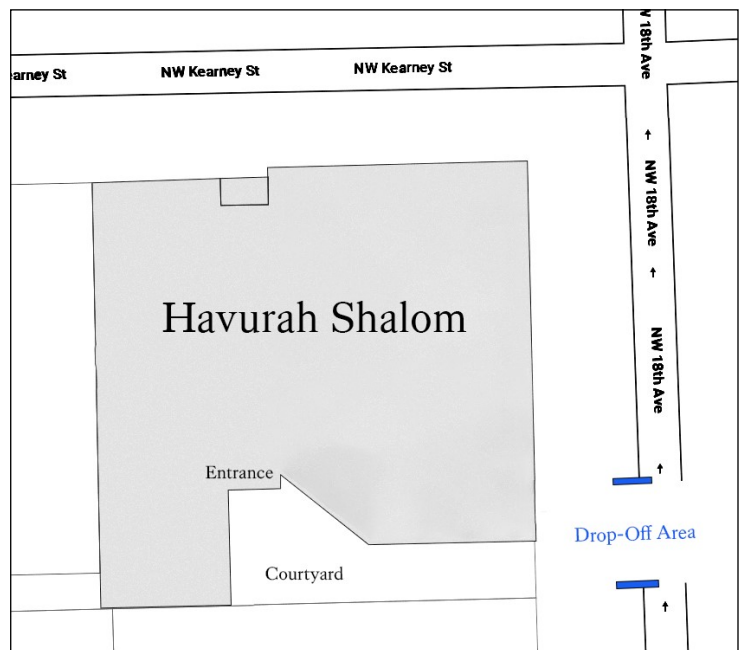 W 18th Ave
earney St
NW Kearney St
NW Kearney St
NW 18th Ave
Havurah Shalom
NW 18th Ave
Entrance
Drop-Off Area
Courtyard